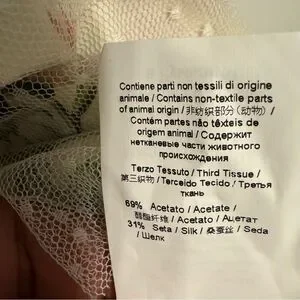 Contiene parti non tessili di origine
animale / Contains non-textile parts
of animal origin / 非纺织部分（动物）/
Contém partes não têxteis de
origem animal / Содержит
нетканевые части животного
происхождения
Terzo Tessuto / Third Tissue /
第三织物 / Terceido Tecido / Третья
ткань
69% Acetato / Acetate /
醋酯纤维 / Acetato / Ацетат
31% Seta / Silk / 桑蚕丝 / Seda
/ Шелк